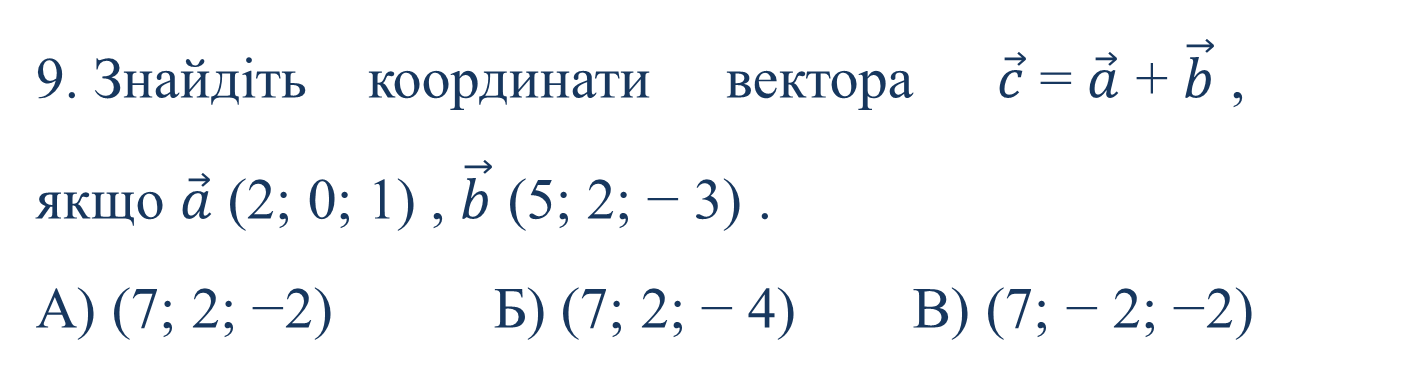 9. Знайдіть координати вектора c⃗ = a⃗ + b⃗ ,
якщо a⃗ (2; 0; 1) , b⃗ (5; 2; − 3) .
А) (7; 2; −2) Б) (7; 2; − 4) В) (7; − 2; −2)